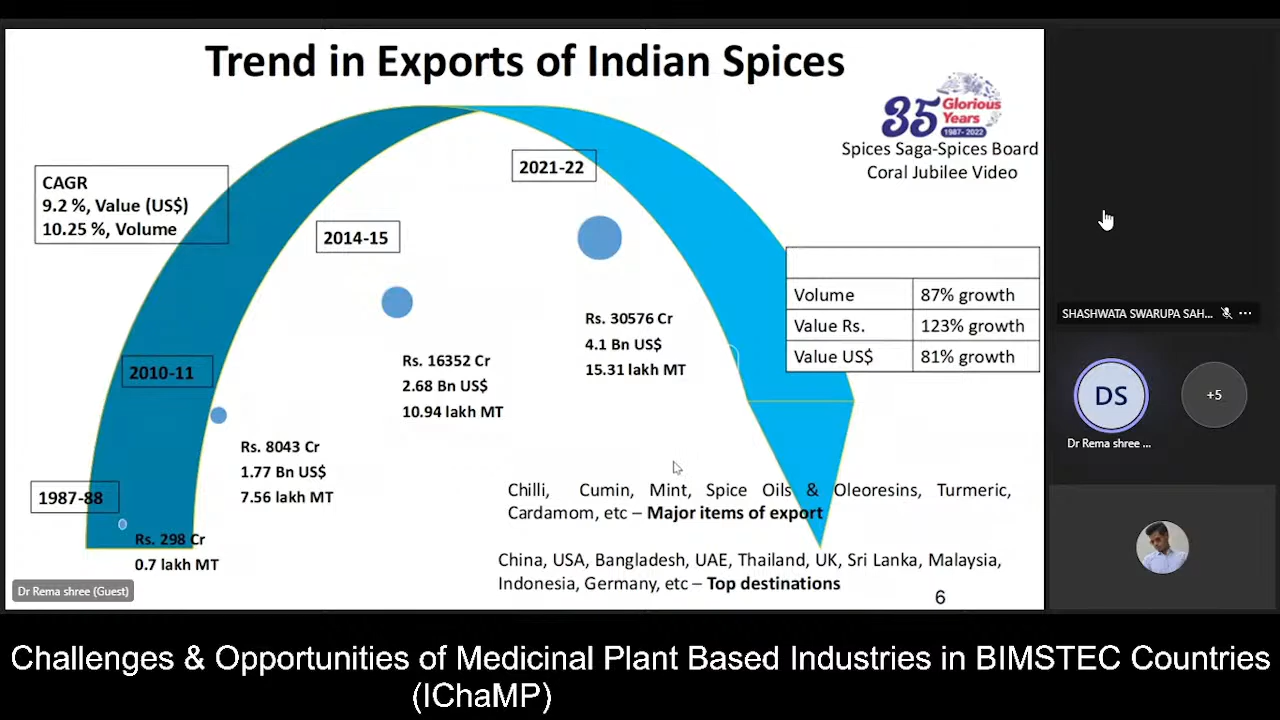 Trend in Exports of Indian Spices
35 Glorious
Years
1987-2022
Spices Saga-Spices Board
Coral Jubilee Video
CAGR
9.2 %, Value (US$)
10.25 %, Volume
2021-22
2014-15
Rs. 30576 Cr
4.1 Bn US$
15.31 lakh MT
Volume 87% growth
Value Rs. 123% growth
Value US$ 81% growth
Rs. 16352 Cr
2.68 Bn US$
10.94 lakh MT
2010-11
Rs. 8043 Cr
1.77 Bn US$
7.56 lakh MT
1987-88
Rs. 298 Cr
0.7 lakh MT
Chilli, Cumin, Mint, Spice Oils & Oleoresins, Turmeric,
Cardamom, etc – Major items of export
China, USA, Bangladesh, UAE, Thailand, UK, Sri Lanka, Malaysia,
Indonesia, Germany, etc – Top destinations
6
Dr Rema shree (Guest)
SHASHWATA SWARUPA SAH...
DS
+5
Dr Rema shree ...
Challenges & Opportunities of Medicinal Plant Based Industries in BIMSTEC Countries
(IChaMP)